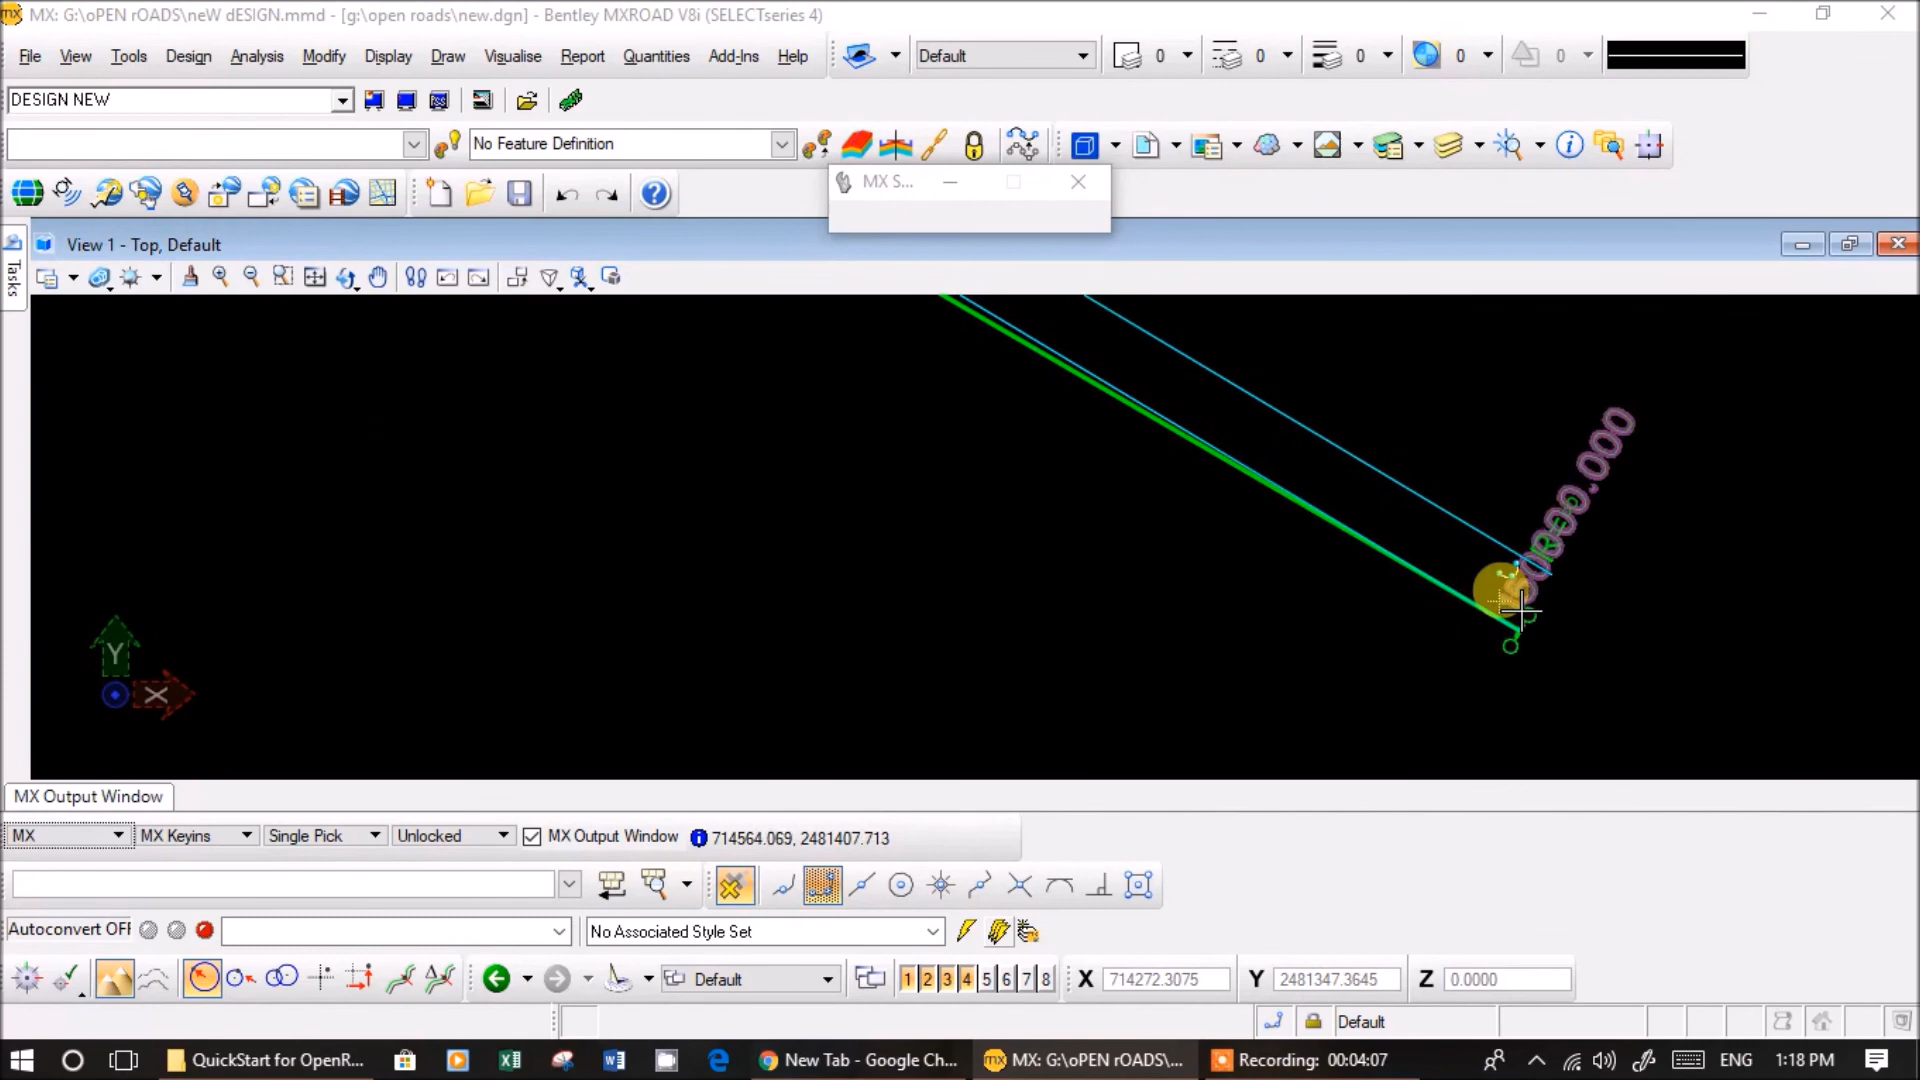 MX: G:\oPEN rOADS\neW dESIGN.mmd - [g:\open roads\new.dgn] - Bentley MXROAD V8i (SELECTseries 4)
File View Tools Design Analysis Modify Display Draw Visualise Report Quantities Add-Ins Help Default 0 0 0 0 0
DESIGN NEW
No Feature Definition
MX S...
View 1 - Top, Default
Tasks
000.000
Y
X
MX Output Window
MX MX Keyins Single Pick Unlocked MX Output Window 714564.069, 2481407.713
Autoconvert OFF No Associated Style Set
Default 1 2 3 4 5 6 7 8 X 714272.3075 Y 2481347.3645 Z 0.0000
Default
QuickStart for OpenR... New Tab - Google Ch... MX: G:\oPEN rOADS\... Recording: 00:04:07 ENG 1:18 PM